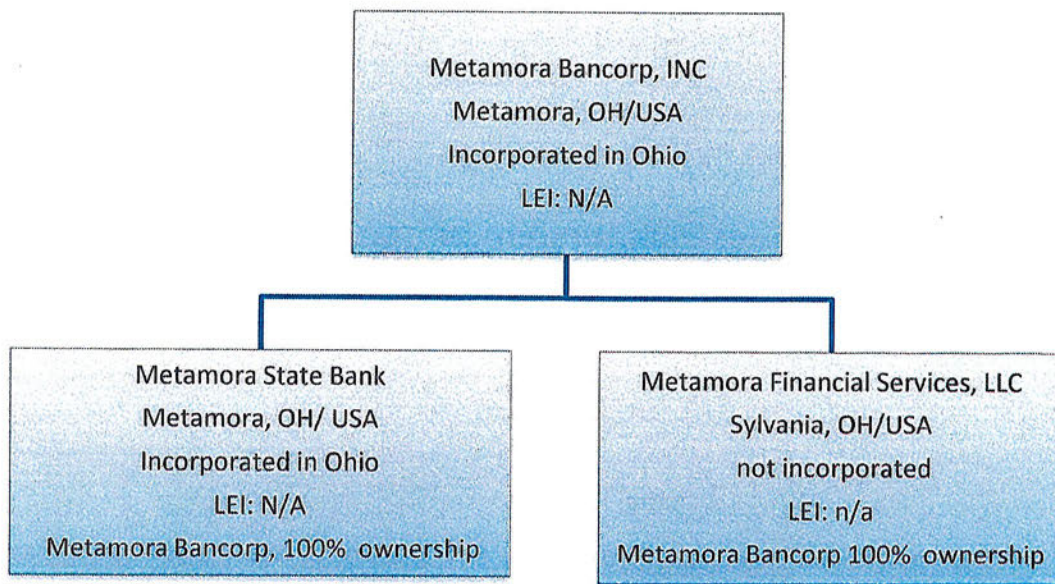 Metamora Bancorp, INC
Metamora, OH/USA
Incorporated in Ohio
LEI: N/A
Metamora State Bank
Metamora, OH/ USA
Incorporated in Ohio
LEI: N/A
Metamora Bancorp, 100% ownership
Metamora Financial Services, LLC
Sylvania, OH/USA
not incorporated
LEI: n/a
Metamora Bancorp 100% ownership